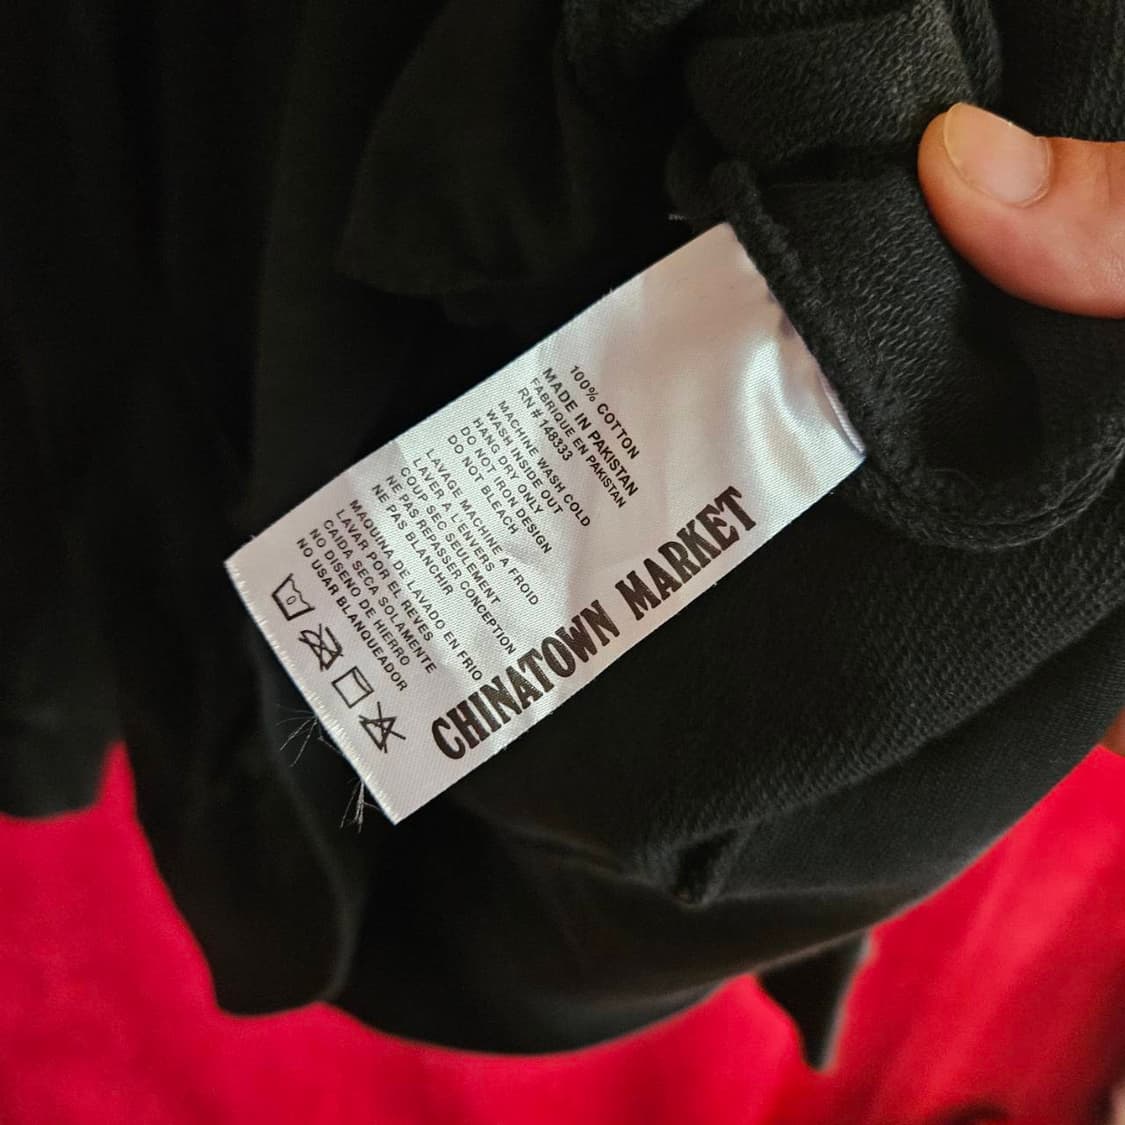 100% COTTON
MADE IN PAKISTAN
FABRIQUE EN PAKISTAN
RN # 148333
MACHINE WASH COLD
WASH INSIDE OUT
HANG DRY ONLY
DO NOT IRON DESIGN
DO NOT BLEACH
LAVAGE MACHINE A FROID
LAVER A L'ENVERS
COUP SEC SEULEMENT
NE PAS REPASSER CONCEPTION
NE PAS BLANCHIR
MAQUINA DE LAVADO EN FRIO
LAVAR POR EL REVES
CAIDA SECA SOLAMENTE
NO DISENO DE HIERRO
NO USAR BLANQUEADOR
CHINATOWN MARKET